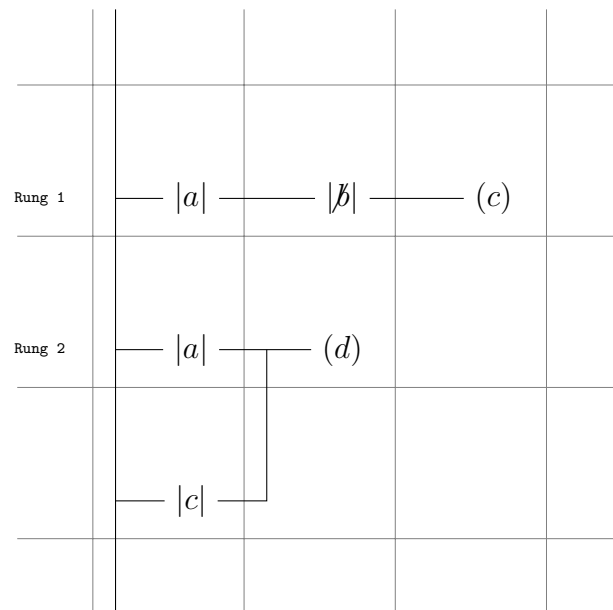 Rung 1 |a| |b̸| (c)
Rung 2 |a| (d)
|c|